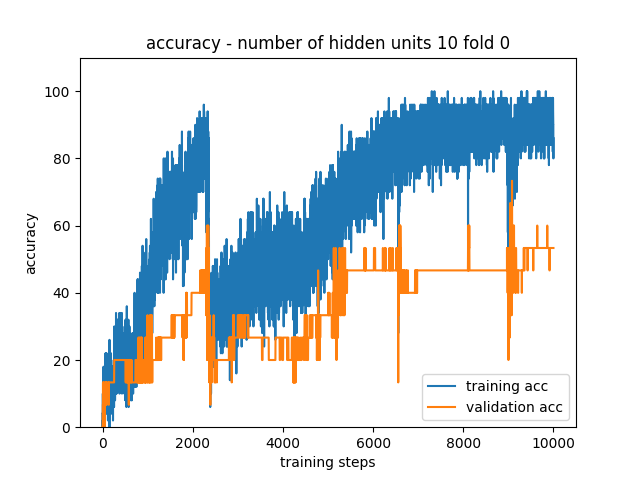 accuracy - number of hidden units 10 fold 0
100
80
60
40
20
0
accuracy
0
2000
4000
6000
8000
10000
training steps
training acc
validation acc